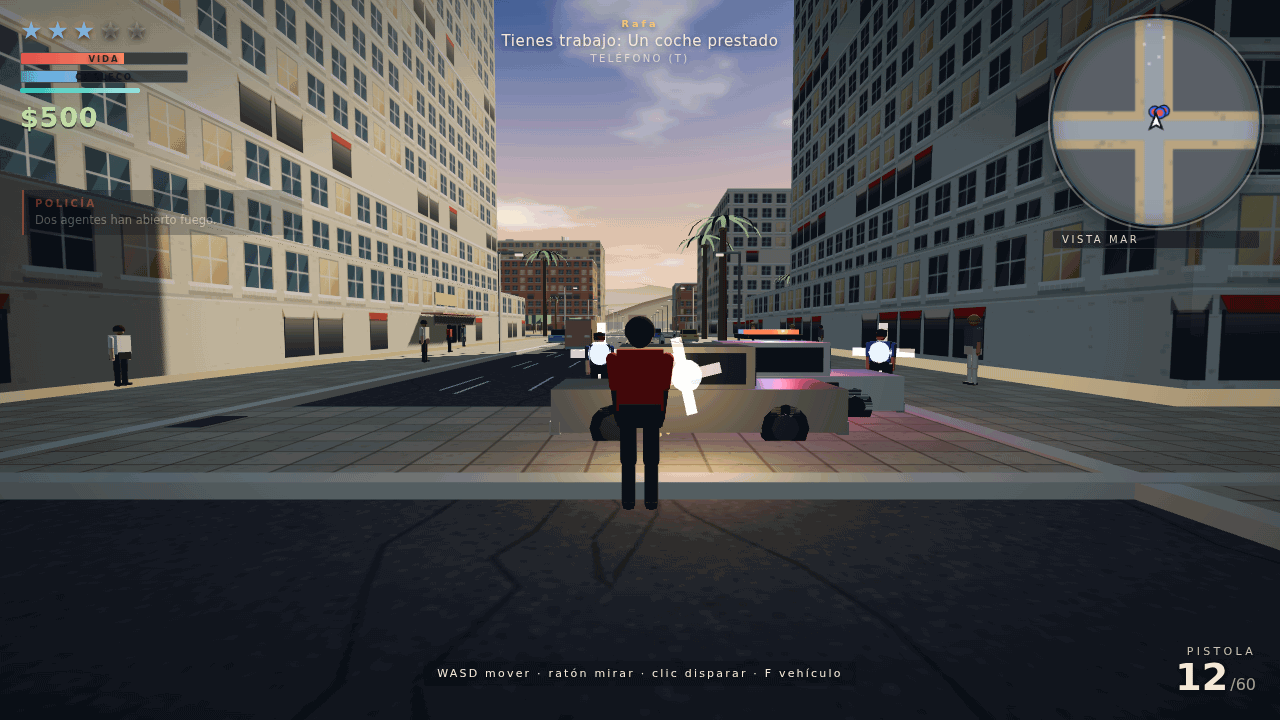 Rafa
Tienes trabajo: Un coche prestado
TELEFONO (T)
VIDA
$500
POLICÍA
Dos agentes han abierto fuego.
VISTA MAR
WASD mover · ratón mirar · clic disparar · F vehículo
PISTOLA
12/60